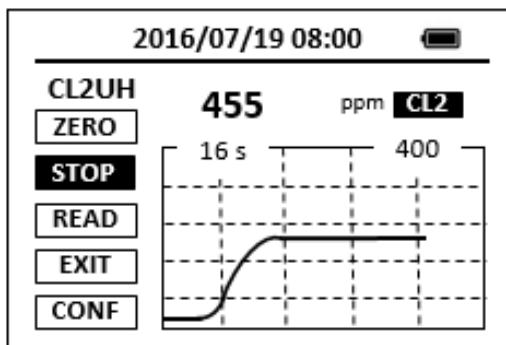 2016/07/19 08:00
CL2UH
455 ppm CL2
ZERO
16 s 400
STOP
READ
EXIT
CONF